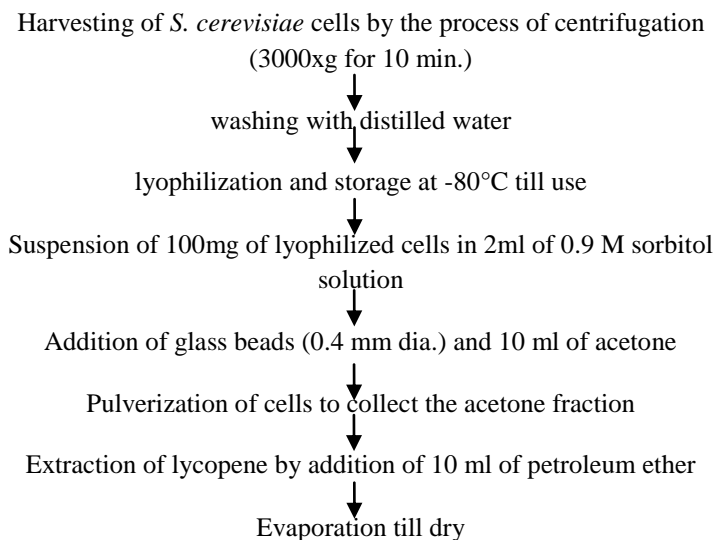 Harvesting of S. cerevisiae cells by the process of centrifugation
(3000xg for 10 min.)
washing with distilled water
lyophilization and storage at -80°C till use
Suspension of 100mg of lyophilized cells in 2ml of 0.9 M sorbitol
solution
Addition of glass beads (0.4 mm dia.) and 10 ml of acetone
Pulverization of cells to collect the acetone fraction
Extraction of lycopene by addition of 10 ml of petroleum ether
Evaporation till dry